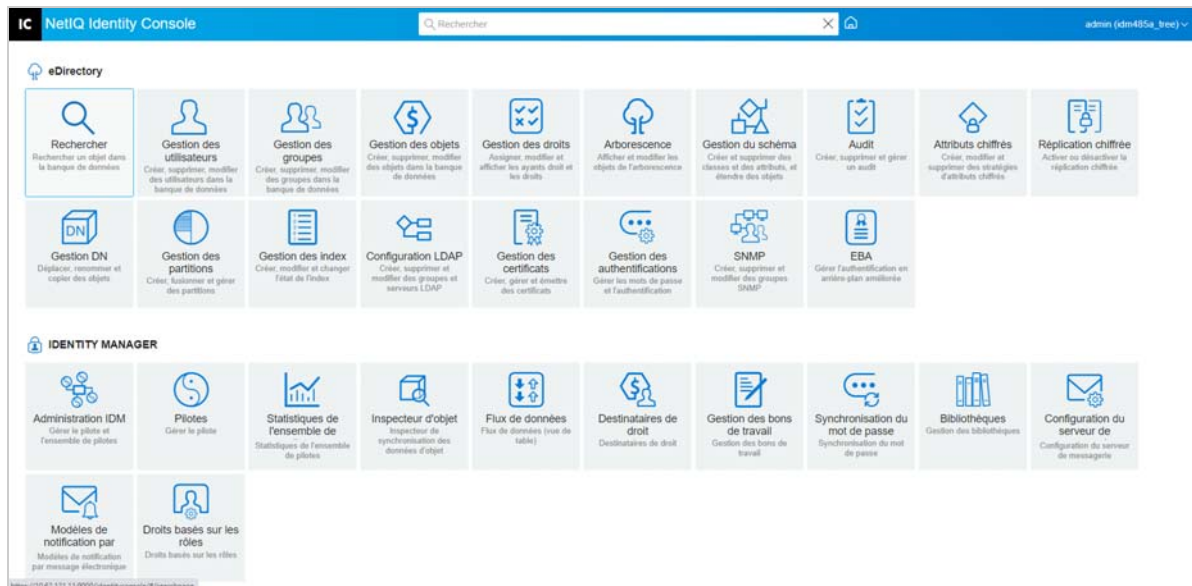 IC NetIQ Identity Console
Rechercher
admin (idm485a_tree)
eDirectory
Rechercher
Rechercher un objet dans
la banque de données
Gestion des
utilisateurs
Créer, supprimer, modifier
des utilisateurs dans la
banque de données
Gestion des
groupes
Créer, supprimer, modifier
des groupes dans la
banque de données
Gestion des objets
Créer, supprimer, modifier
des objets dans la banque
de données
Gestion des droits
Assigner, modifier et
afficher les ayants droit et
les droits
Arborescence
Afficher et modifier les
objets de l'arborescence
Gestion du schéma
Créer et supprimer des
classes et des attributs, et
étendre des objets
Audit
Créer, supprimer et gérer
un audit
Attributs chiffrés
Créer, modifier et
supprimer des stratégies
d'attributs chiffrés
Réplication chiffrée
Activer ou désactiver la
réplication chiffrée
DN
Gestion DN
Déplacer, renommer et
copier des objets
Gestion des
partitions
Créer, fusionner et gérer
des partitions
Gestion des index
Créer, modifier et changer
l'état de l'index
Configuration LDAP
Créer, supprimer et
modifier des groupes et
serveurs LDAP
Gestion des
certificats
Créer, gérer et émettre
des certificats
Gestion des
authentifications
Gérer les mots de passe
et l'authentification
SNMP
Créer, supprimer et
modifier des groupes
SNMP
EBA
Gérer l'authentification en
arrière plan améliorée
IDENTITY MANAGER
Administration IDM
Gérer le pilote et
l'ensemble de pilotes
Pilotes
Gérer le pilote
Statistiques de
l'ensemble de
Statistiques de l'ensemble
de pilotes
Inspecteur d'objet
Inspecteur de
synchronisation des
données d'objet
Flux de données
Flux de données (vue de
table)
Destinataires de
droit
Destinataires de droit
Gestion des bons
de travail
Gestion des bons de
travail
Synchronisation du
mot de passe
Synchronisation du mot
de passe
Bibliothèques
Gestion des bibliothèques
Configuration du
serveur de
Configuration du serveur
de messagerie
Modèles de
notification par
Modèles de notification
par message électronique
Droits basés sur les
rôles
Droits basés sur les rôles